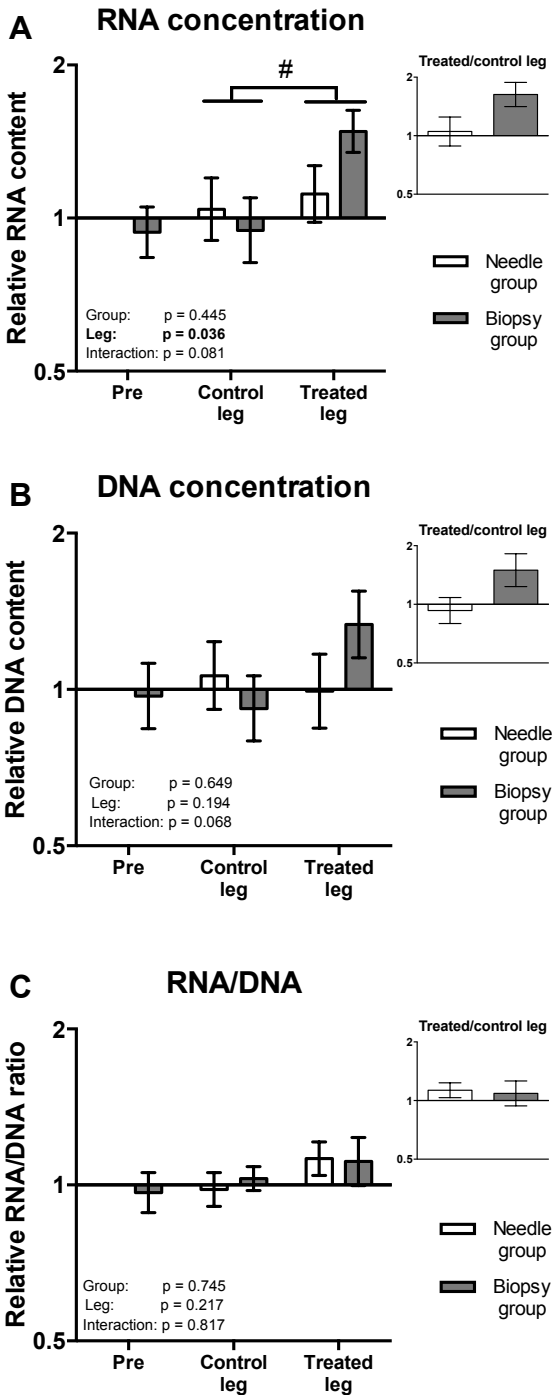 A
RNA concentration
Relative RNA content
2
1
0.5
#
Group: p = 0.445
Leg: p = 0.036
Interaction: p = 0.081
Pre
Control
leg
Treated
leg
Treated/control leg
2
1
0.5
Needle
group
Biopsy
group
B
DNA concentration
Relative DNA content
2
1
0.5
Group: p = 0.649
Leg: p = 0.194
Interaction: p = 0.068
Pre
Control
leg
Treated
leg
Treated/control leg
2
1
0.5
Needle
group
Biopsy
group
C
RNA/DNA
Relative RNA/DNA ratio
2
1
0.5
Group: p = 0.745
Leg: p = 0.217
Interaction: p = 0.817
Pre
Control
leg
Treated
leg
Treated/control leg
2
1
0.5
Needle
group
Biopsy
group